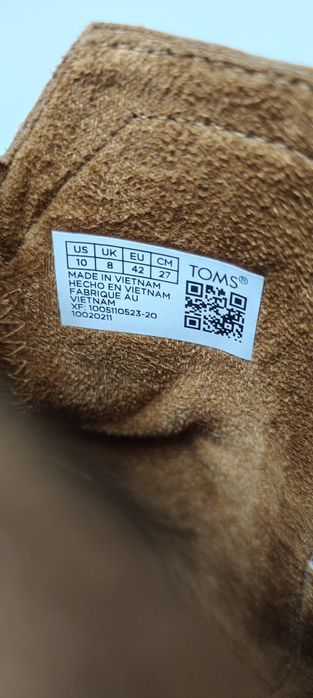 US UK EU CM
10 8 42 27
TOMS®
MADE IN VIETNAM
HECHO EN VIETNAM
FABRIQUE AU
VIETNAM
XF: 1005110523-20
10020211